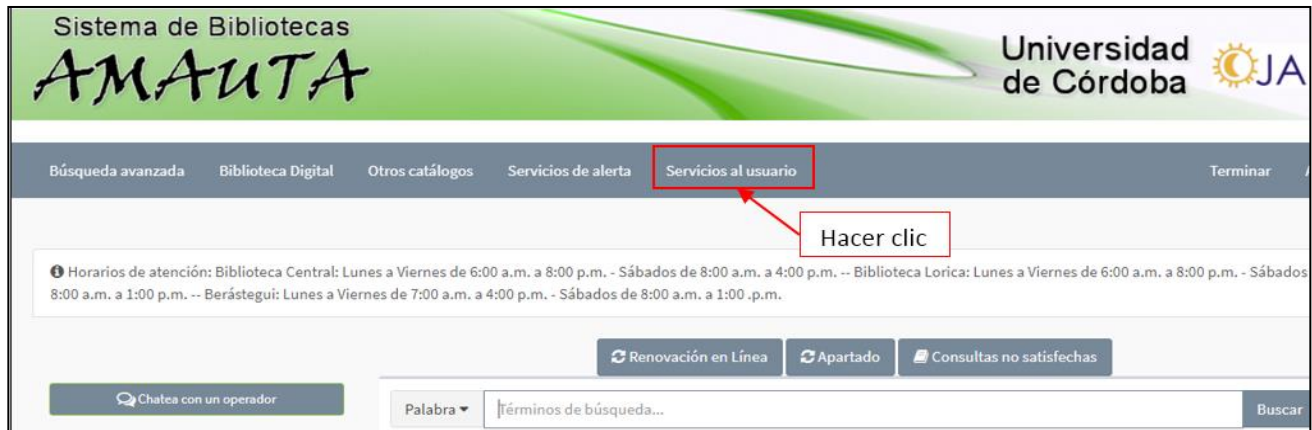 Sistema de Bibliotecas
AMAUTA
Universidad
de Córdoba
JA
Búsqueda avanzada Biblioteca Digital Otros catálogos Servicios de alerta Servicios al usuario Terminar
Hacer clic
Horarios de atención: Biblioteca Central: Lunes a Viernes de 6:00 a.m. a 8:00 p.m. - Sábados de 8:00 a.m. a 4:00 p.m. -- Biblioteca Lorica: Lunes a Viernes de 6:00 a.m. a 8:00 p.m. - Sábados
8:00 a.m. a 1:00 p.m. -- Berástegui: Lunes a Viernes de 7:00 a.m. a 4:00 p.m. - Sábados de 8:00 a.m. a 1:00 .p.m.
Renovación en Línea Apartado Consultas no satisfechas
Chatea con un operador
Palabra Términos de búsqueda... Buscar